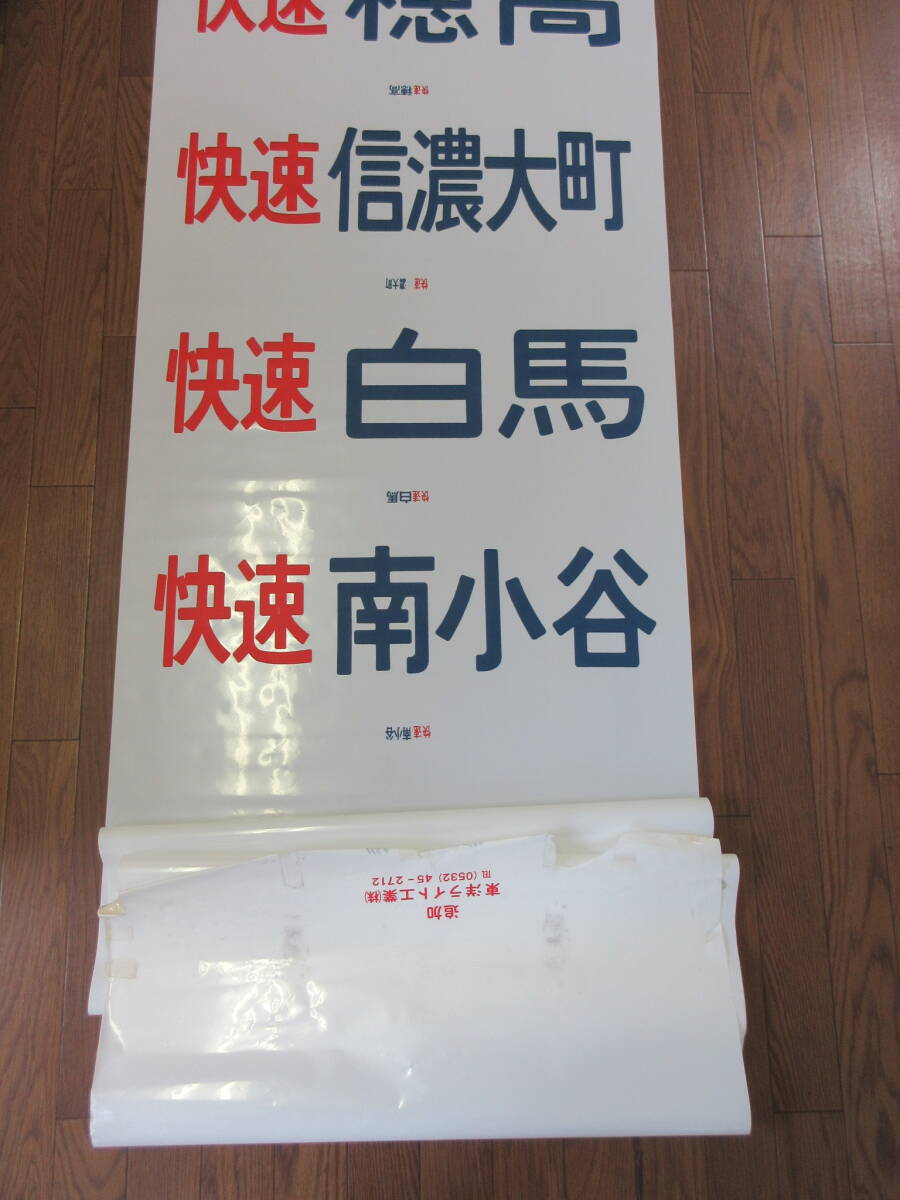 快速 穂高
快速穂高
快速 信濃大町
快速 濃大町
快速 白馬
快速白馬
快速 南小谷
快速南小谷
追加
東洋ライト工業(株)
TEL (0532) 45-2712